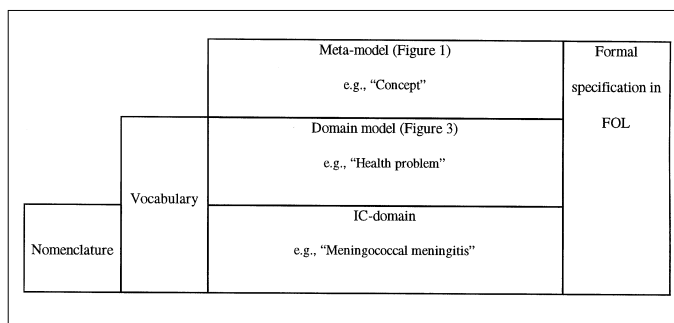 Meta-model (Figure 1)
e.g., “Concept”
Formal
specification in
FOL
Domain model (Figure 3)
e.g., “Health problem”
Vocabulary
Nomenclature
IC-domain
e.g., “Meningococcal meningitis”